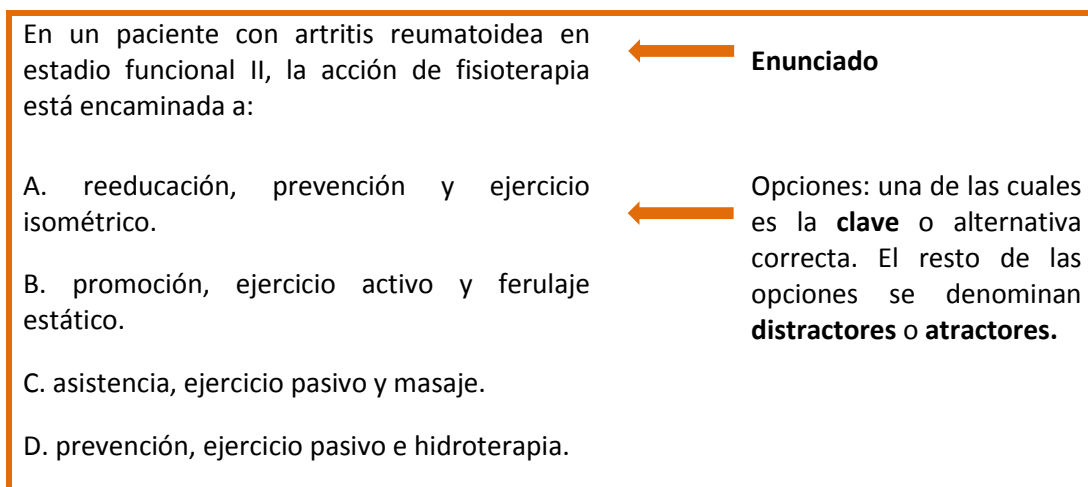 En un paciente con artritis reumatoidea en
estadio funcional II, la acción de fisioterapia
está encaminada a:
Enunciado
A. reeducación, prevención y ejercicio
isométrico.
B. promoción, ejercicio activo y ferulaje
estático.
C. asistencia, ejercicio pasivo y masaje.
D. prevención, ejercicio pasivo e hidroterapia.
Opciones: una de las cuales
es la clave o alternativa
correcta. El resto de las
opciones se denominan
distractores o atractores.